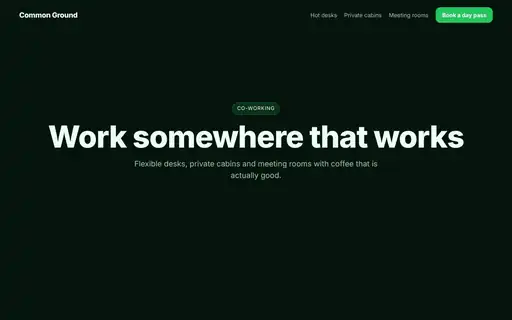 Common Ground
Hot desks Private cabins Meeting rooms Book a day pass
CO-WORKING
Work somewhere that works
Flexible desks, private cabins and meeting rooms with coffee that is
actually good.